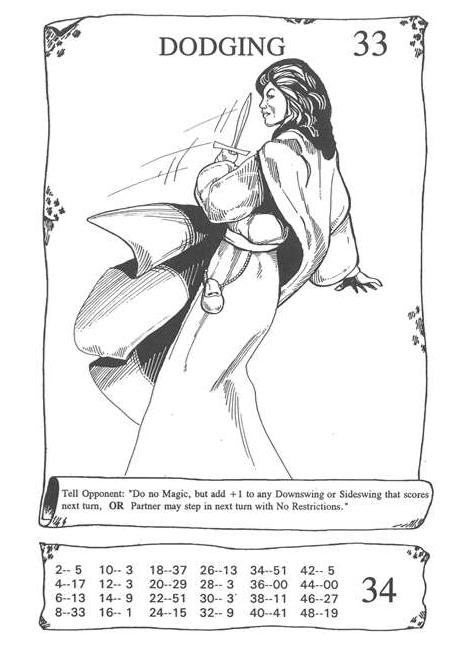 DODGING 33
Tell Opponent: "Do no Magic, but add +1 to any Downswing or Sideswing that scores
next turn, OR Partner may step in next turn with No Restrictions."
2-- 5 10-- 3 18--37 26--13 34--51 42-- 5
4--17 12-- 3 20--29 28-- 3 36--00 44--00
6--13 14-- 9 22--51 30-- 3 38--11 46--27
8--33 16-- 1 24--15 32-- 9 40--41 48--19
34